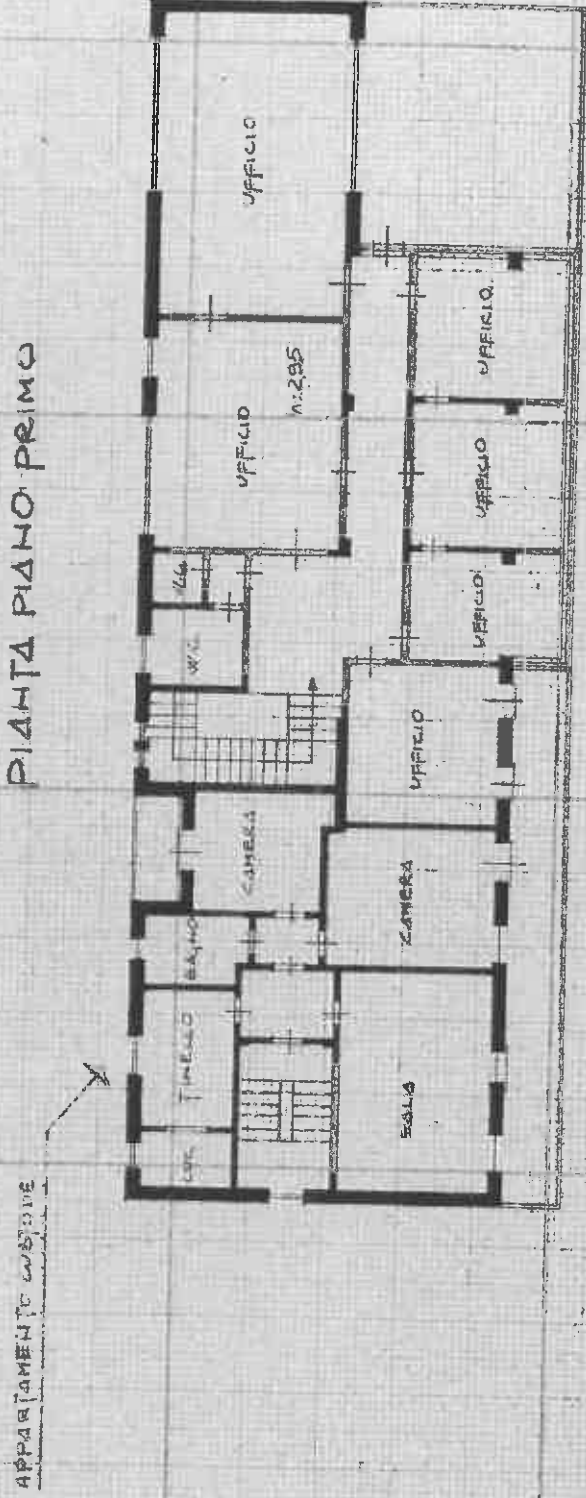 PIANTA PIANO PRIMO
APPARTAMENTO CUSTODE
UFFICIO
UFFICIO
h=2,95
W.C.
UFFICIO
UFFICIO
UFFICIO
UFFICIO
CAMERA
CAMERA
BAGNO
TINELLO
SALA